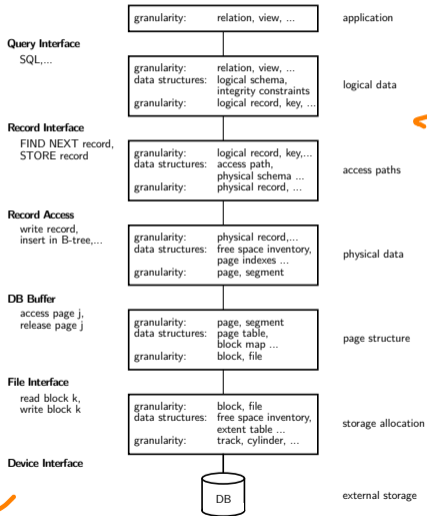 granularity: relation, view, ... application
Query Interface
SQL,...
granularity: relation, view, ...
data structures: logical schema,
integrity constraints
granularity: logical record, key, ...
logical data
Record Interface
FIND NEXT record,
STORE record
granularity: logical record, key,...
data structures: access path,
physical schema ...
granularity: physical record, ...
access paths
Record Access
write record,
insert in B-tree,...
granularity: physical record,...
data structures: free space inventory,
page indexes ...
granularity: page, segment
physical data
DB Buffer
access page j,
release page j
granularity: page, segment
data structures: page table,
block map ...
granularity: block, file
page structure
File Interface
read block k,
write block k
granularity: block, file
data structures: free space inventory,
extent table ...
granularity: track, cylinder, ...
storage allocation
Device Interface
DB
external storage